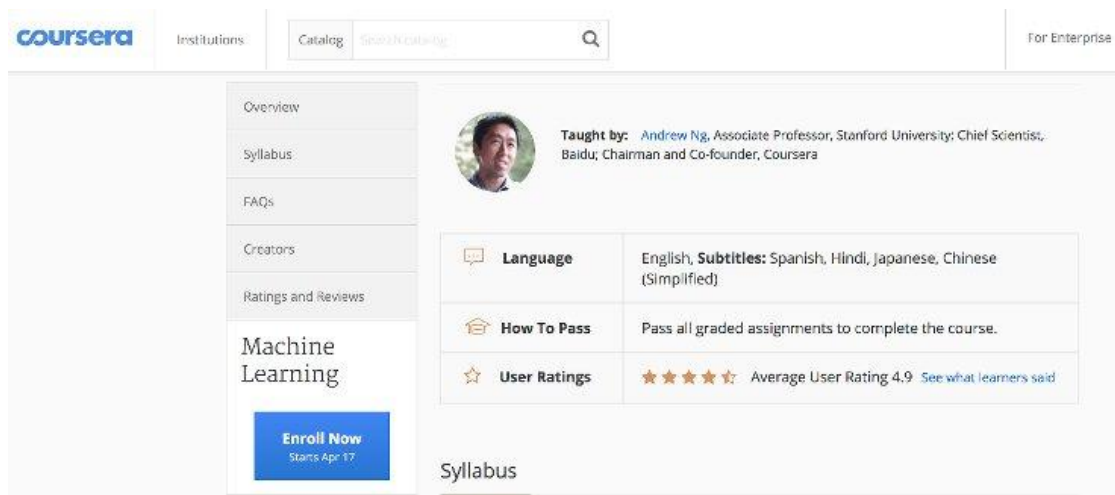 coursera
Institutions
Catalog
Search catalog
For Enterprise
Overview
Syllabus
FAQs
Creators
Ratings and Reviews
Machine
Learning
Enroll Now
Starts Apr 17
Taught by: Andrew Ng, Associate Professor, Stanford University; Chief Scientist,
Baidu; Chairman and Co-founder, Coursera
Language
English, Subtitles: Spanish, Hindi, Japanese, Chinese
(Simplified)
How To Pass
Pass all graded assignments to complete the course.
User Ratings
Average User Rating 4.9 See what learners said
Syllabus